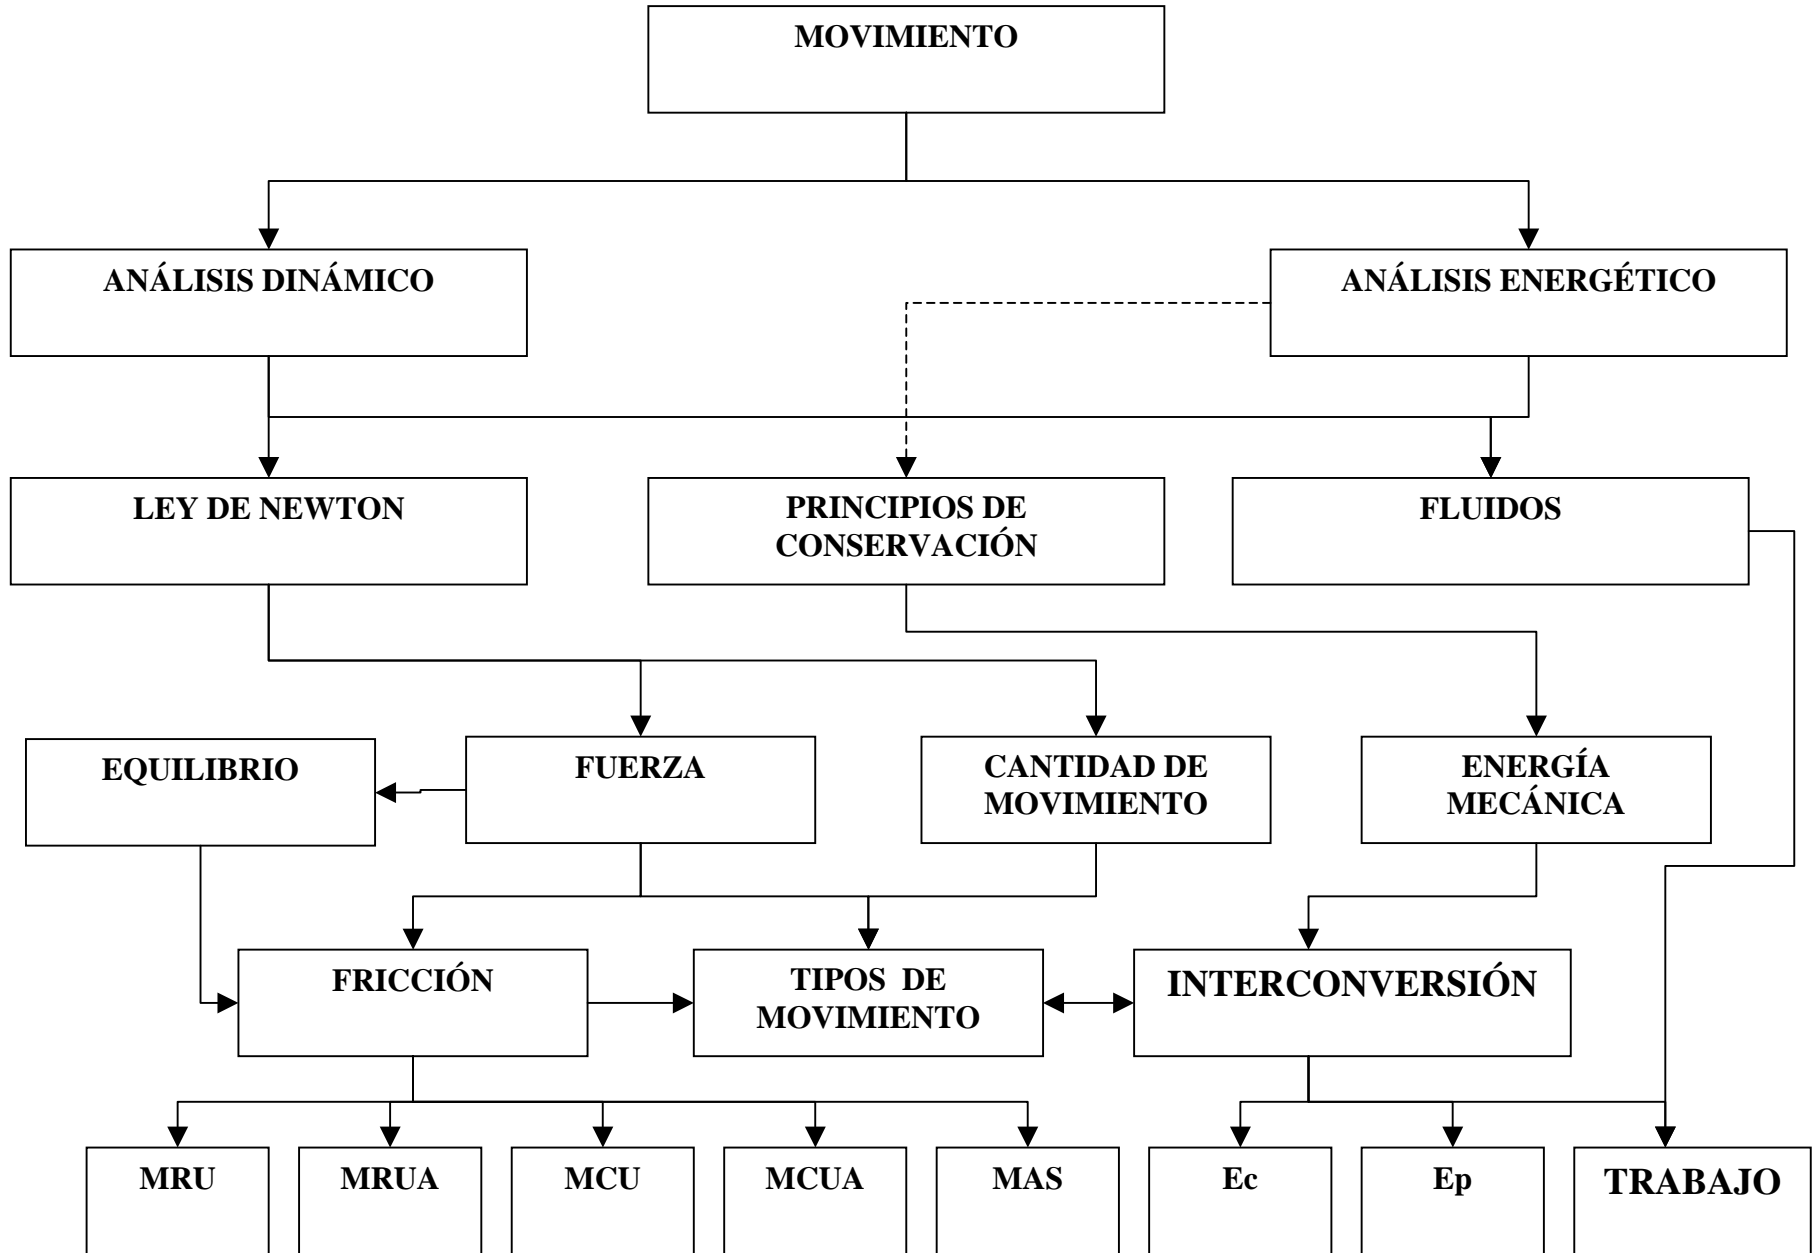 MOVIMIENTO
ANÁLISIS DINÁMICO
ANÁLISIS ENERGÉTICO
LEY DE NEWTON
PRINCIPIOS DE
CONSERVACIÓN
FLUIDOS
EQUILIBRIO
FUERZA
CANTIDAD DE
MOVIMIENTO
ENERGÍA
MECÁNICA
FRICCIÓN
TIPOS DE
MOVIMIENTO
INTERCONVERSIÓN
MRU
MRUA
MCU
MCUA
MAS
Ec
Ep
TRABAJO